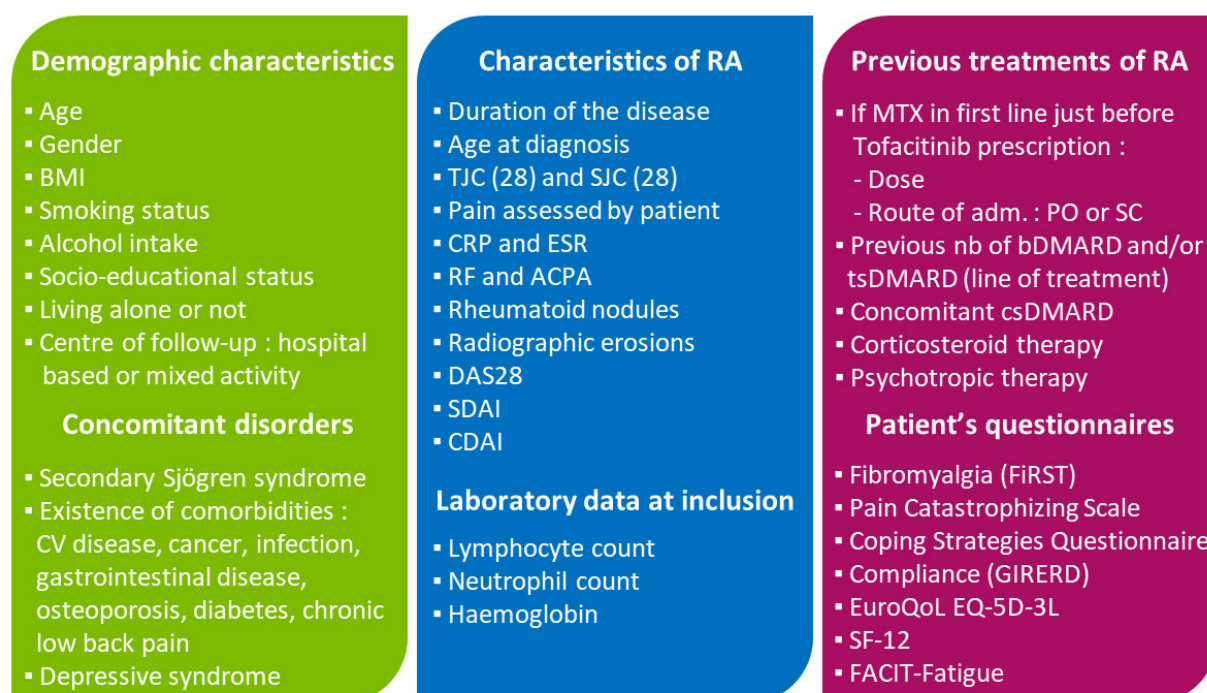 Demographic characteristics
▪ Age
▪ Gender
▪ BMI
▪ Smoking status
▪ Alcohol intake
▪ Socio-educational status
▪ Living alone or not
▪ Centre of follow-up : hospital
based or mixed activity
Concomitant disorders
▪ Secondary Sjögren syndrome
▪ Existence of comorbidities :
CV disease, cancer, infection,
gastrointestinal disease,
osteoporosis, diabetes, chronic
low back pain
▪ Depressive syndrome
Characteristics of RA
▪ Duration of the disease
▪ Age at diagnosis
▪ TJC (28) and SJC (28)
▪ Pain assessed by patient
▪ CRP and ESR
▪ RF and ACPA
▪ Rheumatoid nodules
▪ Radiographic erosions
▪ DAS28
▪ SDAI
▪ CDAI
Laboratory data at inclusion
▪ Lymphocyte count
▪ Neutrophil count
▪ Haemoglobin
Previous treatments of RA
▪ If MTX in first line just before
Tofacitinib prescription :
- Dose
- Route of adm. : PO or SC
▪ Previous nb of bDMARD and/or
tsDMARD (line of treatment)
▪ Concomitant csDMARD
▪ Corticosteroid therapy
▪ Psychotropic therapy
Patient's questionnaires
▪ Fibromyalgia (FiRST)
▪ Pain Catastrophizing Scale
▪ Coping Strategies Questionnaire
▪ Compliance (GIRERD)
▪ EuroQoL EQ-5D-3L
▪ SF-12
▪ FACIT-Fatigue